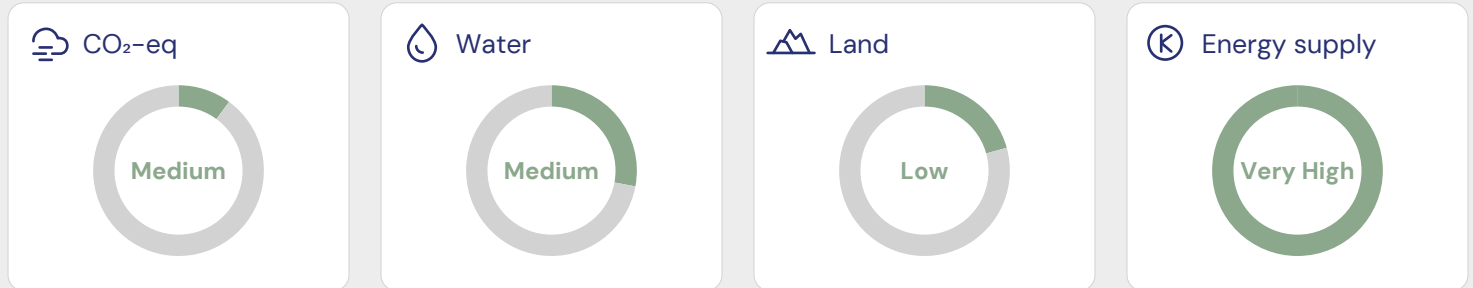 CO₂-eq
Water
Land
Energy supply
Medium
Medium
Low
Very High